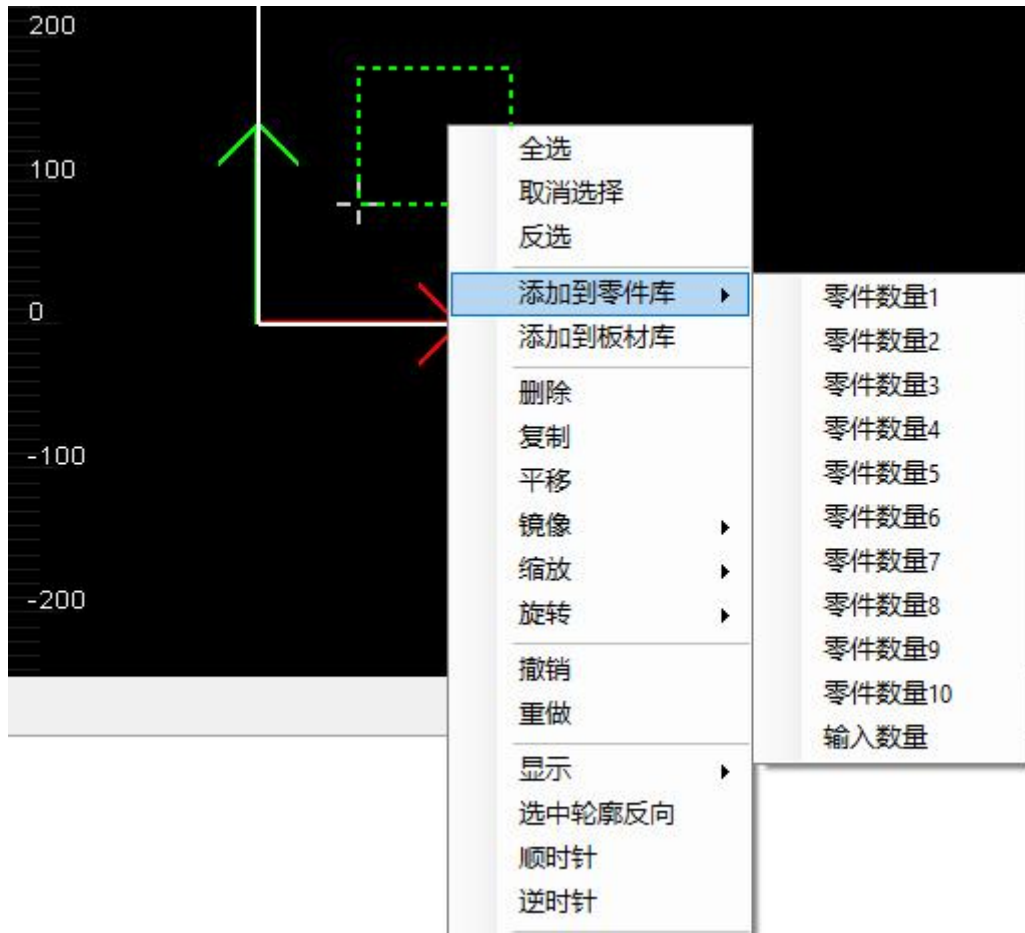 200
100
0
-100
-200
全选
取消选择
反选
添加到零件库
添加到板材库
删除
复制
平移
镜像
缩放
旋转
撤销
重做
显示
选中轮廓反向
顺时针
逆时针
零件数量1
零件数量2
零件数量3
零件数量4
零件数量5
零件数量6
零件数量7
零件数量8
零件数量9
零件数量10
输入数量